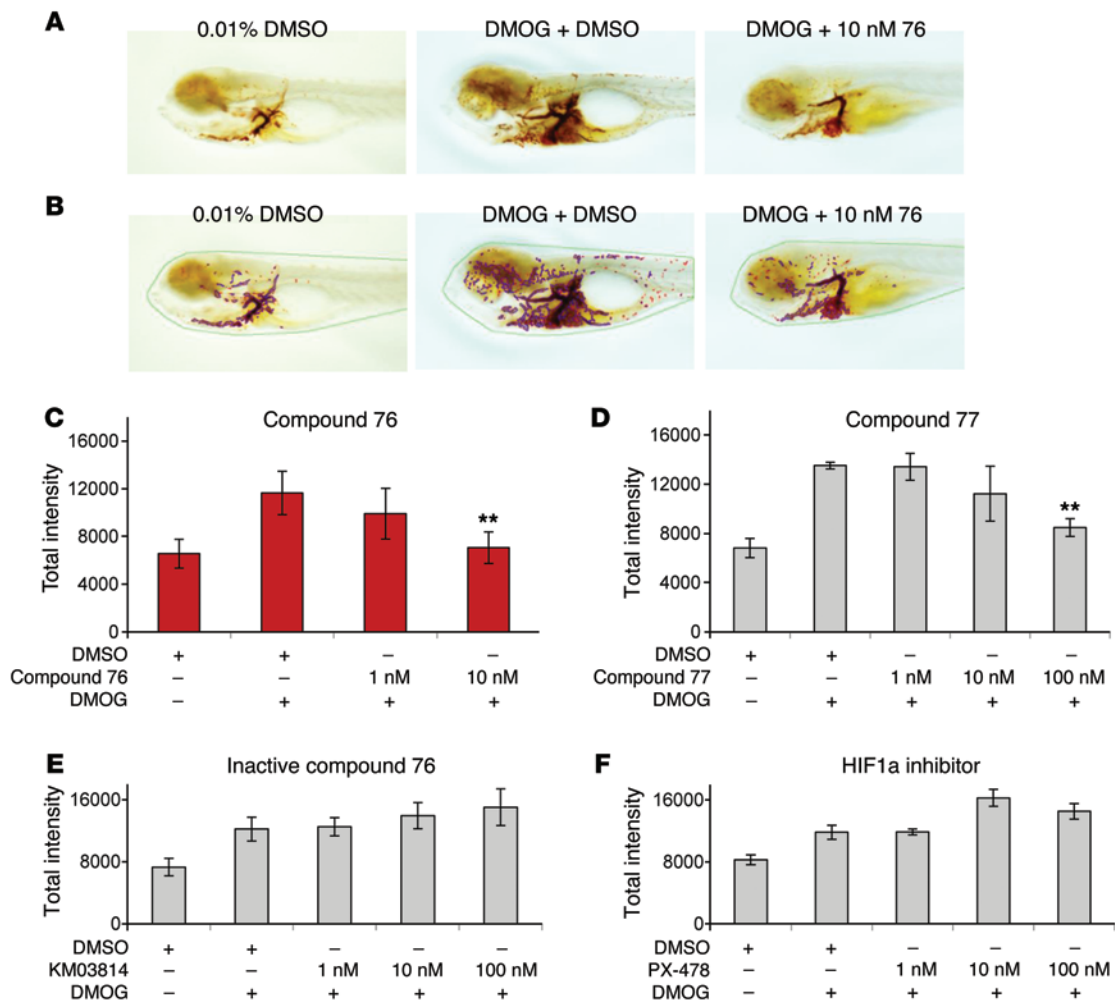 A
0.01% DMSO
DMOG + DMSO
DMOG + 10 nM 76
B
0.01% DMSO
DMOG + DMSO
DMOG + 10 nM 76
C
Compound 76
Total intensity
16000
12000
8000
4000
0
**
DMSO + + – –
Compound 76 – – 1 nM 10 nM
DMOG – + + +
D
Compound 77
Total intensity
16000
12000
8000
4000
0
**
DMSO + + – – –
Compound 77 – – 1 nM 10 nM 100 nM
DMOG – + + + +
E
Inactive compound 76
Total intensity
16000
8000
0
DMSO + + – – –
KM03814 – – 1 nM 10 nM 100 nM
DMOG – + + + +
F
HIF1a inhibitor
Total intensity
16000
8000
0
DMSO + + – – –
PX-478 – – 1 nM 10 nM 100 nM
DMOG – + + + +